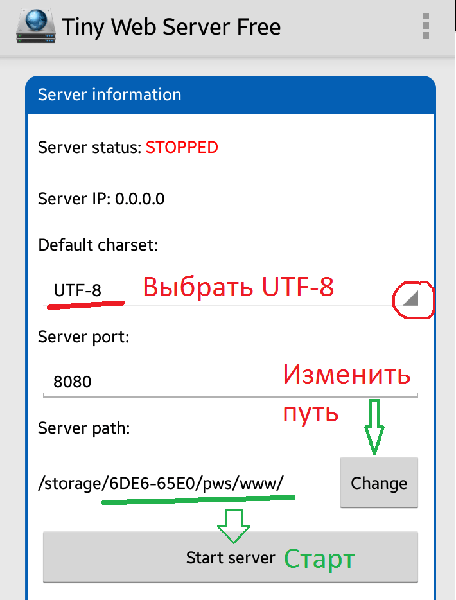 Tiny Web Server Free
Server information
Server status: STOPPED
Server IP: 0.0.0.0
Default charset:
UTF-8 Выбрать UTF-8
Server port:
8080
Изменить
путь
Server path:
/storage/6DE6-65E0/pws/www/ Change
Start server Старт